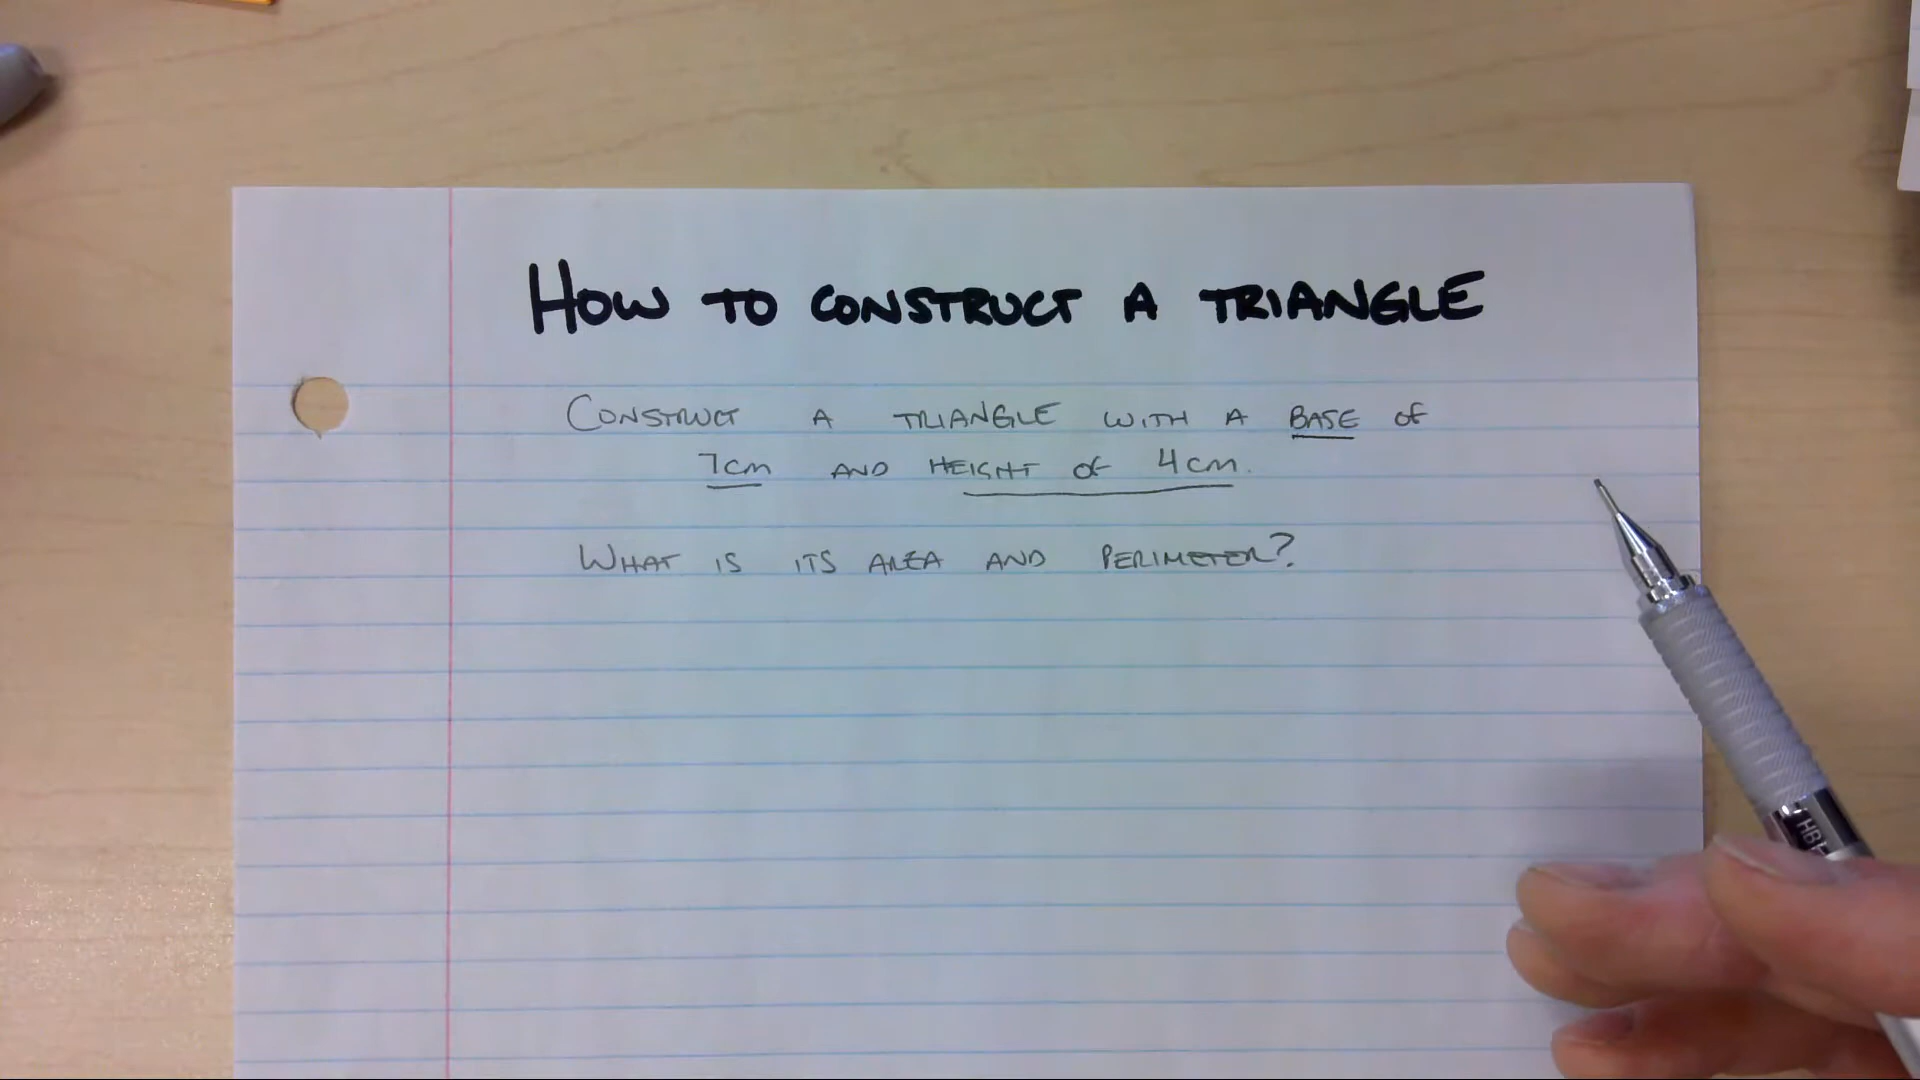 HOW TO CONSTRUCT A TRIANGLE
CONSTRUCT A TRIANGLE WITH A BASE OF
7cm AND HEIGHT OF 4cm.
WHAT IS ITS AREA AND PERIMETER?
HB